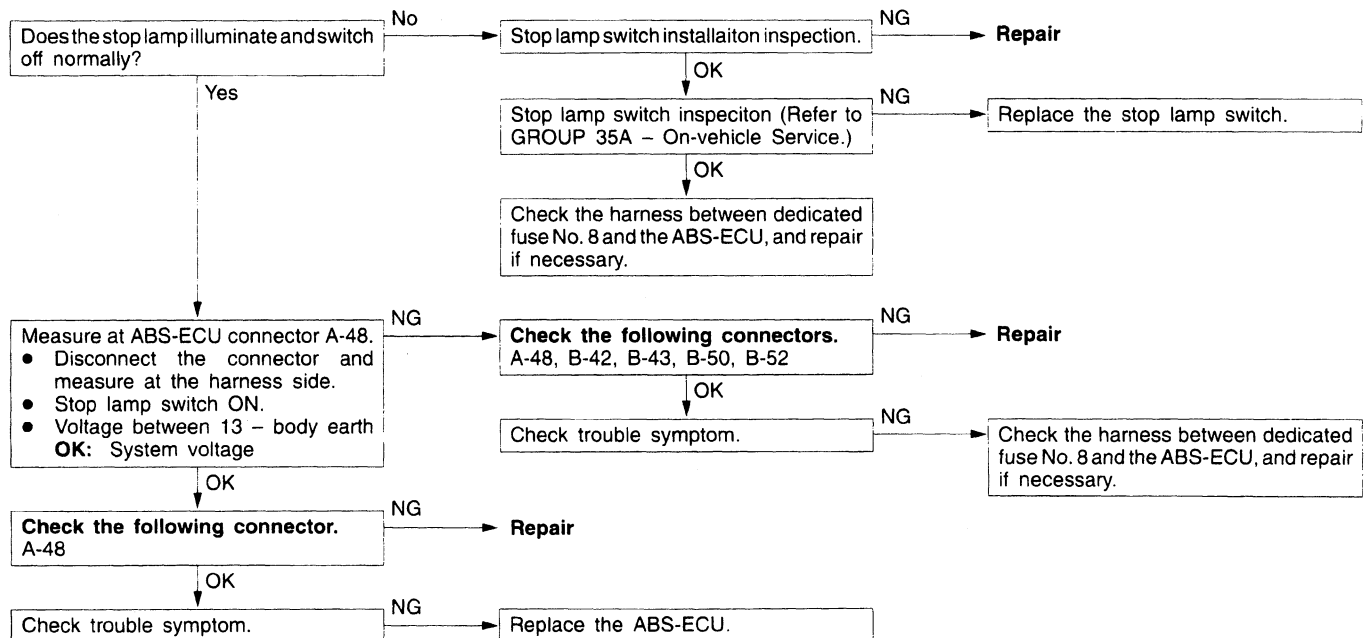 Does the stop lamp illuminate and switch
off normally?
No
Stop lamp switch installaiton inspection.
NG
Repair
OK
Yes
Stop lamp switch inspeciton (Refer to
GROUP 35A – On-vehicle Service.)
NG
Replace the stop lamp switch.
OK
Check the harness between dedicated
fuse No. 8 and the ABS-ECU, and repair
if necessary.
Measure at ABS-ECU connector A-48.
● Disconnect the connector and
measure at the harness side.
● Stop lamp switch ON.
● Voltage between 13 – body earth
OK: System voltage
NG
Check the following connectors.
A-48, B-42, B-43, B-50, B-52
NG
Repair
OK
Check trouble symptom.
NG
Check the harness between dedicated
fuse No. 8 and the ABS-ECU, and repair
if necessary.
OK
Check the following connector.
A-48
NG
Repair
OK
Check trouble symptom.
NG
Replace the ABS-ECU.